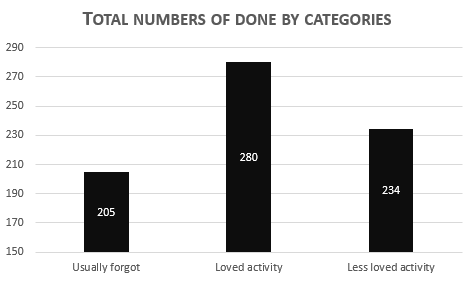 TOTAL NUMBERS OF DONE BY CATEGORIES
290
270
250
230
210
190
170
150
205
280
234
Usually forgot
Loved activity
Less loved activity